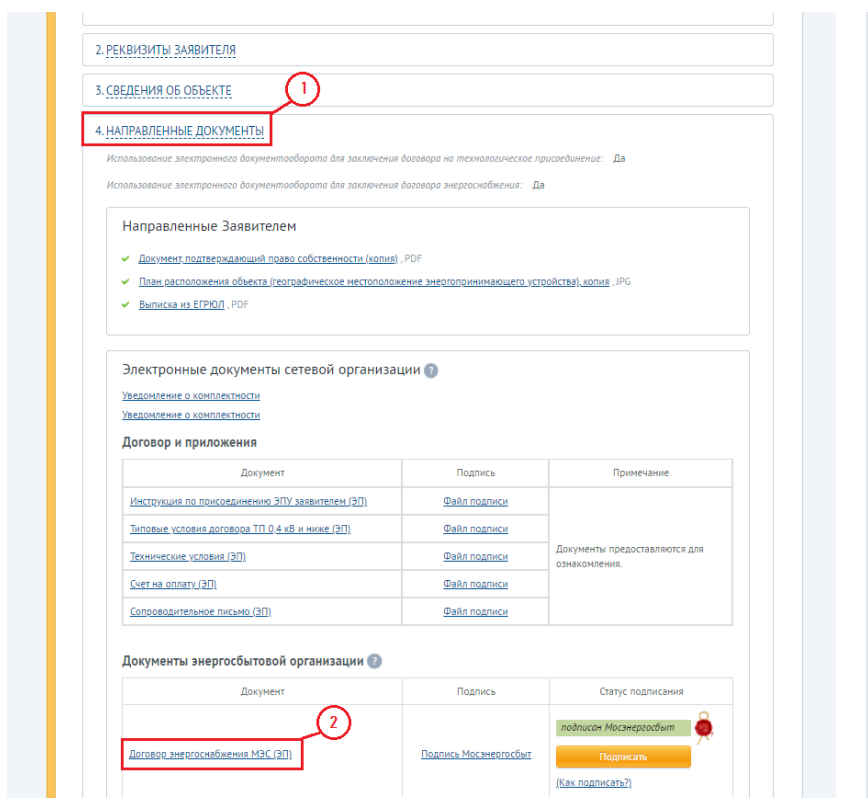 2. РЕКВИЗИТЫ ЗАЯВИТЕЛЯ
3. СВЕДЕНИЯ ОБ ОБЪЕКТЕ
1
4. НАПРАВЛЕННЫЕ ДОКУМЕНТЫ
Использование электронного документооборота для заключения договора на технологическое присоединение: Да
Использование электронного документооборота для заключения договора энергоснабжения: Да
Направленные Заявителем
Документ, подтверждающий право собственности (копия) , PDF
План расположения объекта (географическое местоположение энергопринимающего устройства), копия , JPG
Выписка из ЕГРЮЛ , PDF
Электронные документы сетевой организации ?
Уведомление о комплектности
Уведомление о комплектности
Договор и приложения
Документ Подпись Примечание
Инструкция по присоединению ЭПУ заявителем (ЭП) Файл подписи
Типовые условия договора ТП 0,4 кВ и ниже (ЭП) Файл подписи
Технические условия (ЭП) Файл подписи
Документы предоставляются для
ознакомления.
Счет на оплату (ЭП) Файл подписи
Сопроводительное письмо (ЭП) Файл подписи
Документы энергосбытовой организации ?
Документ Подпись Статус подписания
2
подписан Мосэнергосбыт
Договор энергоснабжения МЭС (ЭП) Подпись Мосэнергосбыт Подписать
(Как подписать?)